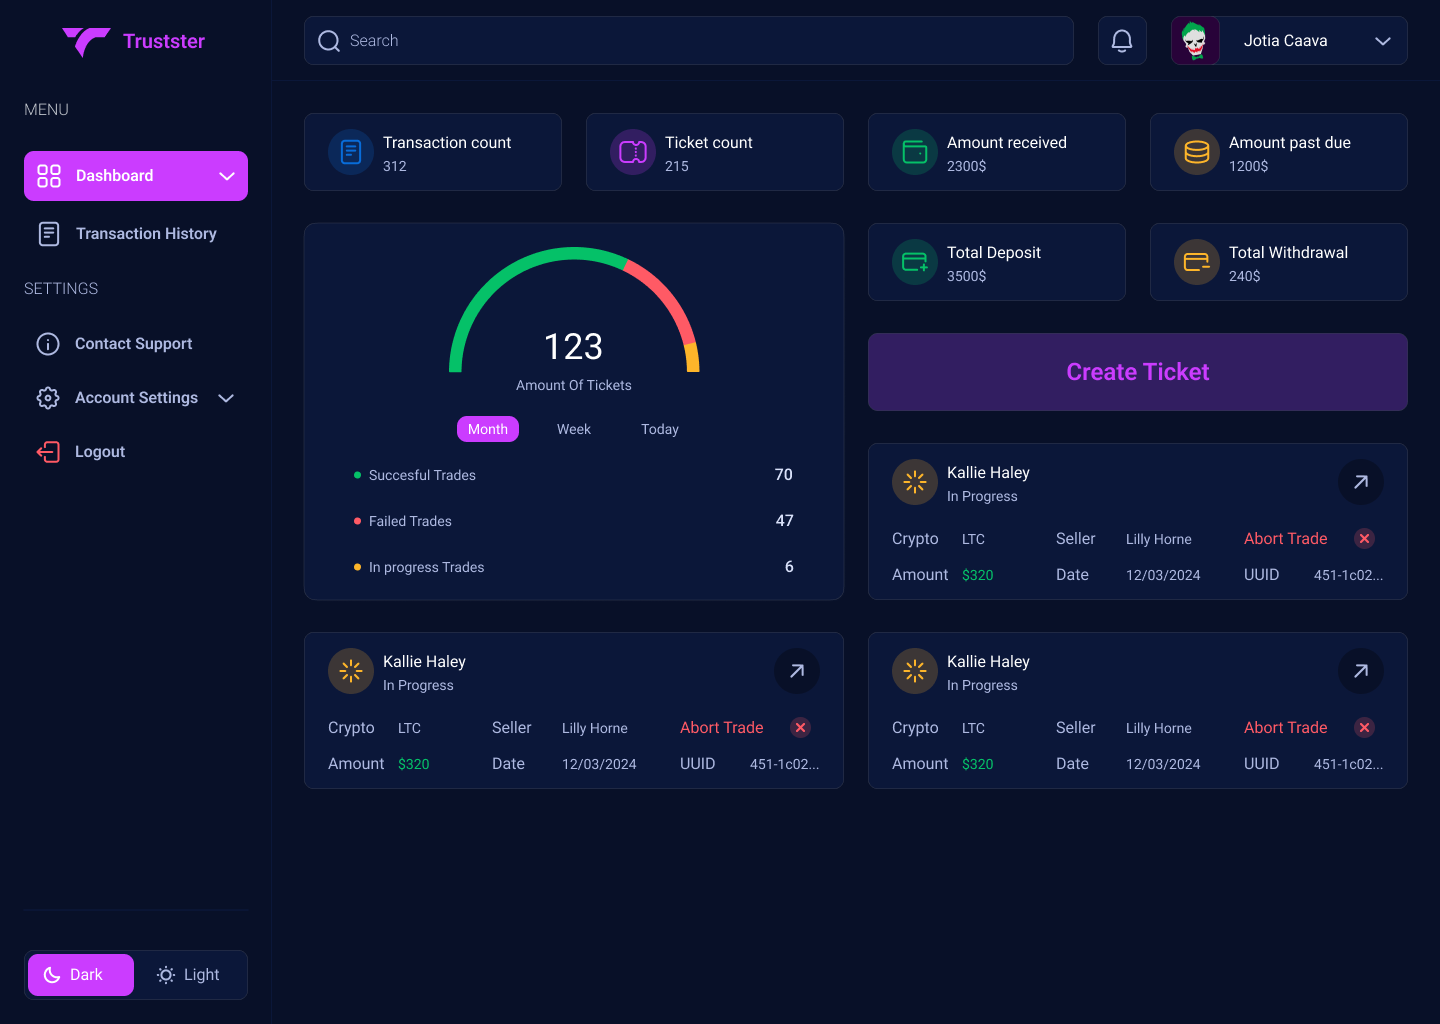 Trustster
MENU
Dashboard
Transaction History
SETTINGS
Contact Support
Account Settings
Logout
Dark
Light
Search
Jotia Caava
Transaction count
312
Ticket count
215
Amount received
2300$
Amount past due
1200$
123
Amount Of Tickets
Month Week Today
Succesful Trades 70
Failed Trades 47
In progress Trades 6
Total Deposit
3500$
Total Withdrawal
240$
Create Ticket
Kallie Haley
In Progress
Crypto LTC Seller Lilly Horne Abort Trade
Amount $320 Date 12/03/2024 UUID 451-1c02...
Kallie Haley
In Progress
Crypto LTC Seller Lilly Horne Abort Trade
Amount $320 Date 12/03/2024 UUID 451-1c02...
Kallie Haley
In Progress
Crypto LTC Seller Lilly Horne Abort Trade
Amount $320 Date 12/03/2024 UUID 451-1c02...